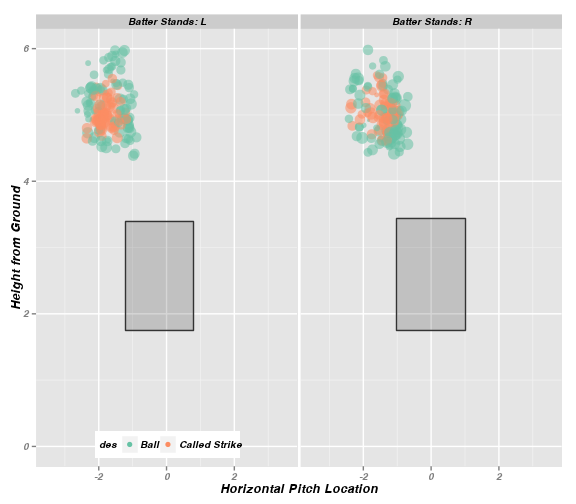 Batter Stands: L
Batter Stands: R
Height from Ground
6
4
2
0
des Ball Called Strike
-2 0 2 -2 0 2
Horizontal Pitch Location